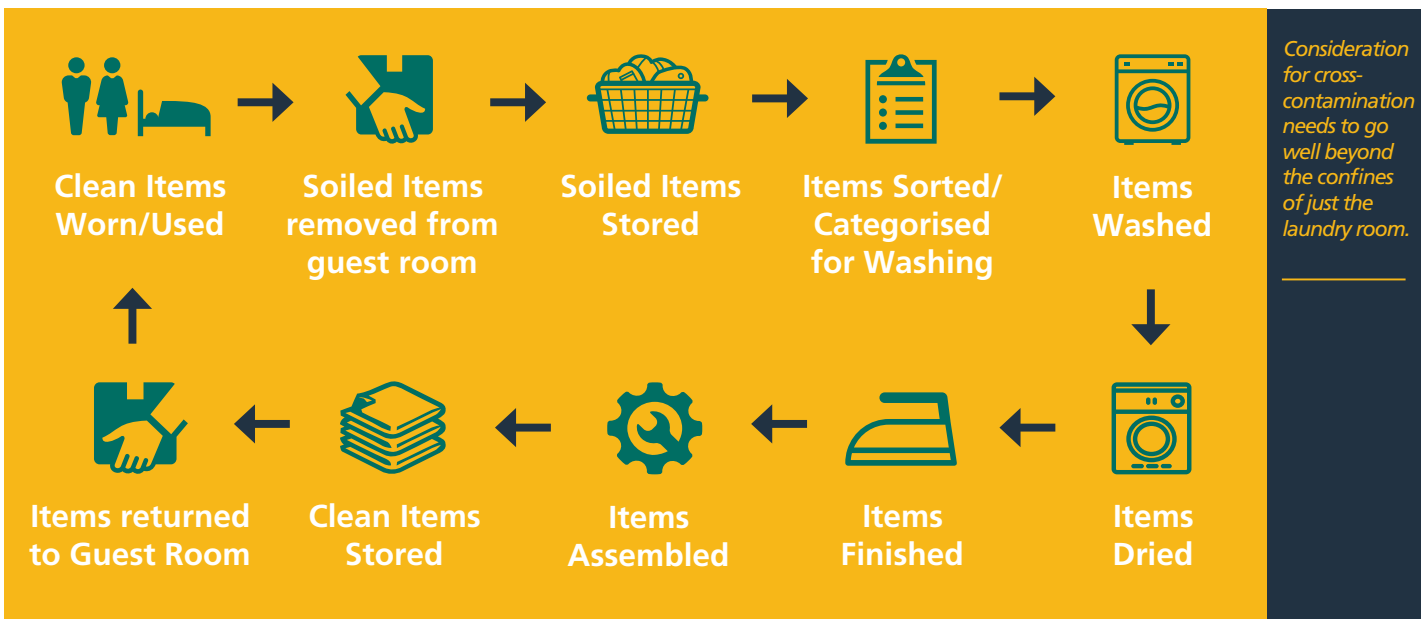 Clean Items
Worn/Used
Soiled Items
removed from
guest room
Soiled Items
Stored
Items Sorted/
Categorised
for Washing
Items
Washed
Items
Dried
Items
Finished
Items
Assembled
Clean Items
Stored
Items returned
to Guest Room
Consideration
for cross-
contamination
needs to go
well beyond
the confines
of just the
laundry room.